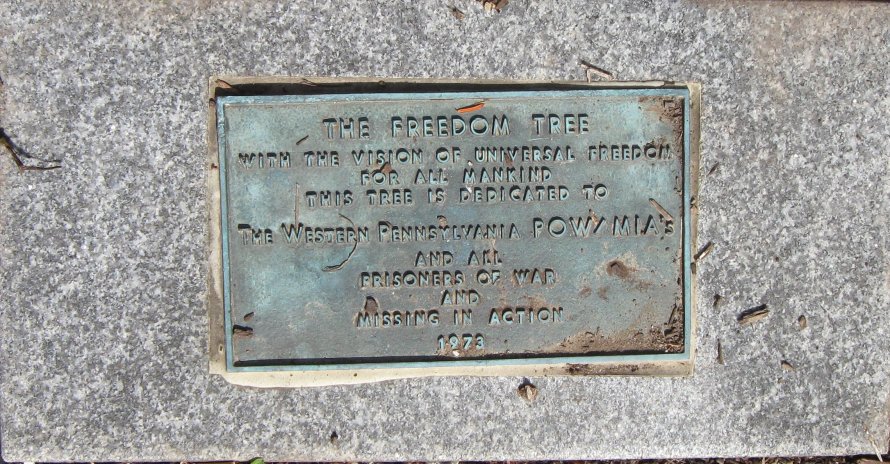 THE FREEDOM TREE
WITH THE VISION OF UNIVERSAL FREEDOM
FOR ALL MANKIND
THIS TREE IS DEDICATED TO
THE WESTERN PENNSYLVANIA POW/MIA's
AND ALL
PRISONERS OF WAR
AND
MISSING IN ACTION
1973